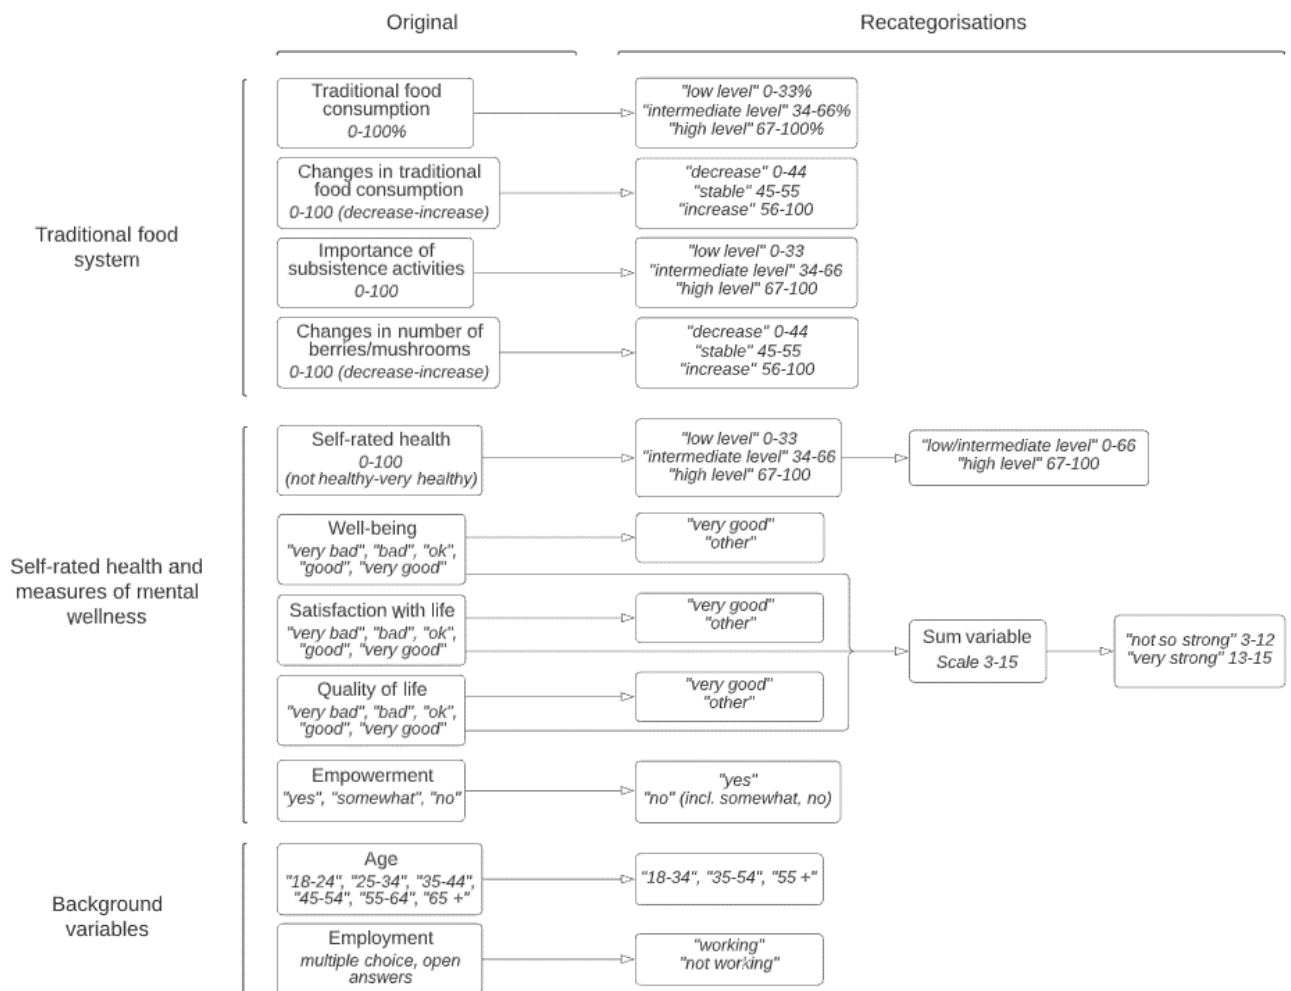 Original
Recategorisations
Traditional food
system
Traditional food
consumption
0-100%
"low level" 0-33%
"intermediate level" 34-66%
"high level" 67-100%
Changes in traditional
food consumption
0-100 (decrease-increase)
"decrease" 0-44
"stable" 45-55
"increase" 56-100
Importance of
subsistence activities
0-100
"low level" 0-33
"intermediate level" 34-66
"high level" 67-100
Changes in number of
berries/mushrooms
0-100 (decrease-increase)
"decrease" 0-44
"stable" 45-55
"increase" 56-100
Self-rated health and
measures of mental
wellness
Self-rated health
0-100
(not healthy-very healthy)
"low level" 0-33
"intermediate level" 34-66
"high level" 67-100
"low/intermediate level" 0-66
"high level" 67-100
Well-being
"very bad", "bad", "ok",
"good", "very good"
"very good"
"other"
Satisfaction with life
"very bad", "bad", "ok",
"good", "very good"
"very good"
"other"
Quality of life
"very bad", "bad", "ok",
"good", "very good"
"very good"
"other"
Sum variable
Scale 3-15
"not so strong" 3-12
"very strong" 13-15
Empowerment
"yes", "somewhat", "no"
"yes"
"no" (incl. somewhat, no)
Background
variables
Age
"18-24", "25-34", "35-44",
"45-54", "55-64", "65 +"
"18-34", "35-54", "55 +"
Employment
multiple choice, open
answers
"working"
"not working"